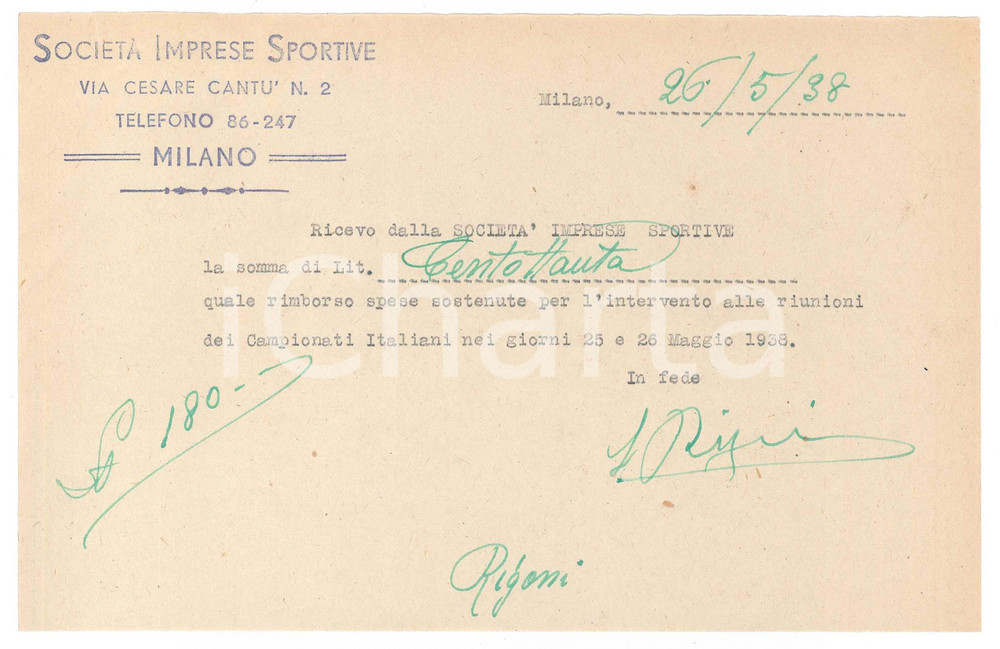 SOCIETÀ IMPRESE SPORTIVE
VIA CESARE CANTU' N. 2
TELEFONO 86-247
MILANO
Milano, 26/5/38
Ricevo dalla SOCIETA' IMPRESE SPORTIVE
la somma di Lit. Centottanta
quale rimborso spese sostenute per l'intervento alle riunioni
dei Campionati Italiani nei giorni 25 e 26 Maggio 1938.
In fede
180
Rigoni
iCharta